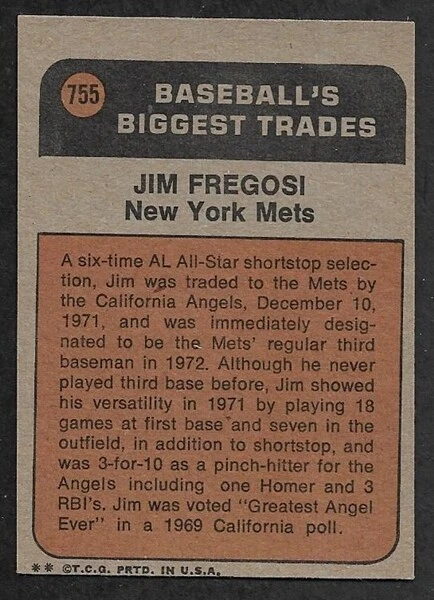 755
BASEBALL'S
BIGGEST TRADES
JIM FREGOSI
New York Mets
A six-time AL All-Star shortstop selec-
tion, Jim was traded to the Mets by
the California Angels, December 10,
1971, and was immediately desig-
nated to be the Mets' regular third
baseman in 1972. Although he never
played third base before, Jim showed
his versatility in 1971 by playing 18
games at first base and seven in the
outfield, in addition to shortstop, and
was 3-for-10 as a pinch-hitter for the
Angels including one Homer and 3
RBI's. Jim was voted "Greatest Angel
Ever" in a 1969 California poll.
** ©T.C.G. PRTD. IN U.S.A.